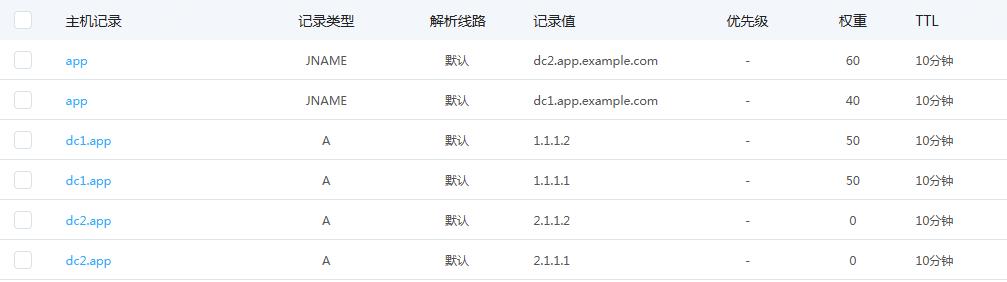 主机记录 记录类型 解析线路 记录值 优先级 权重 TTL
app JNAME 默认 dc2.app.example.com - 60 10分钟
app JNAME 默认 dc1.app.example.com - 40 10分钟
dc1.app A 默认 1.1.1.2 - 50 10分钟
dc1.app A 默认 1.1.1.1 - 50 10分钟
dc2.app A 默认 2.1.1.2 - 0 10分钟
dc2.app A 默认 2.1.1.1 - 0 10分钟